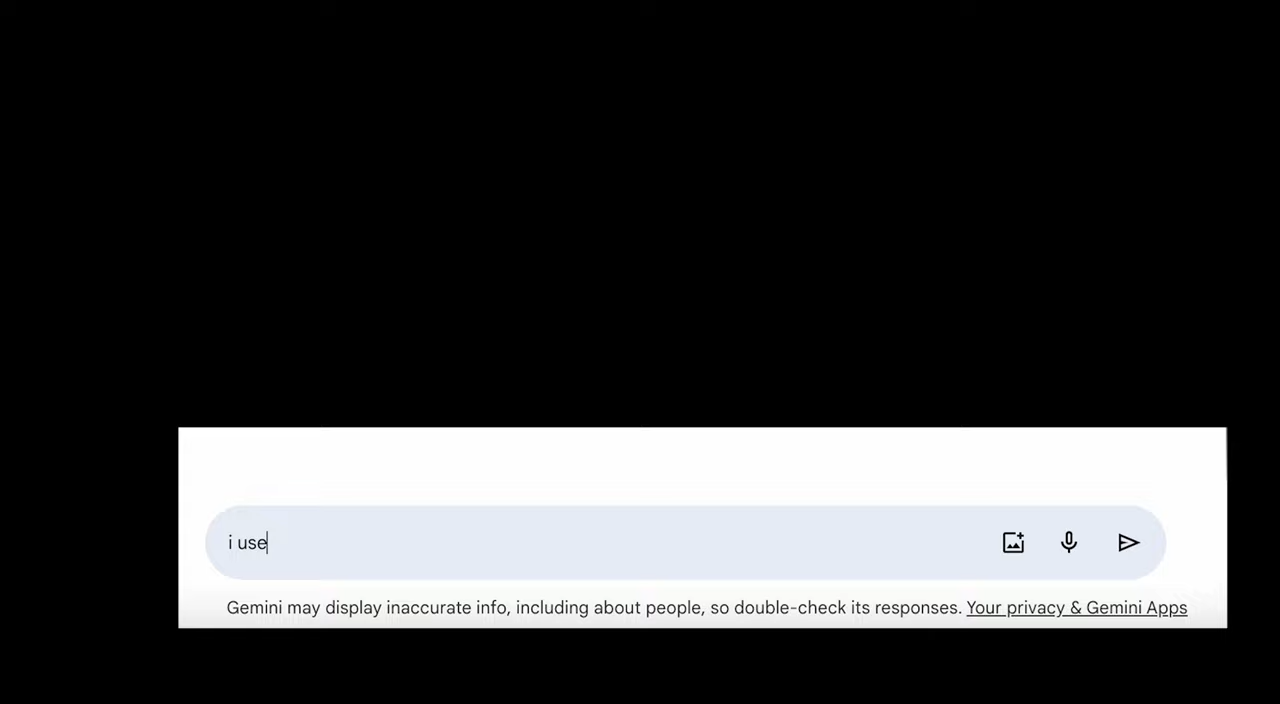 i use
Gemini may display inaccurate info, including about people, so double-check its responses. Your privacy & Gemini Apps